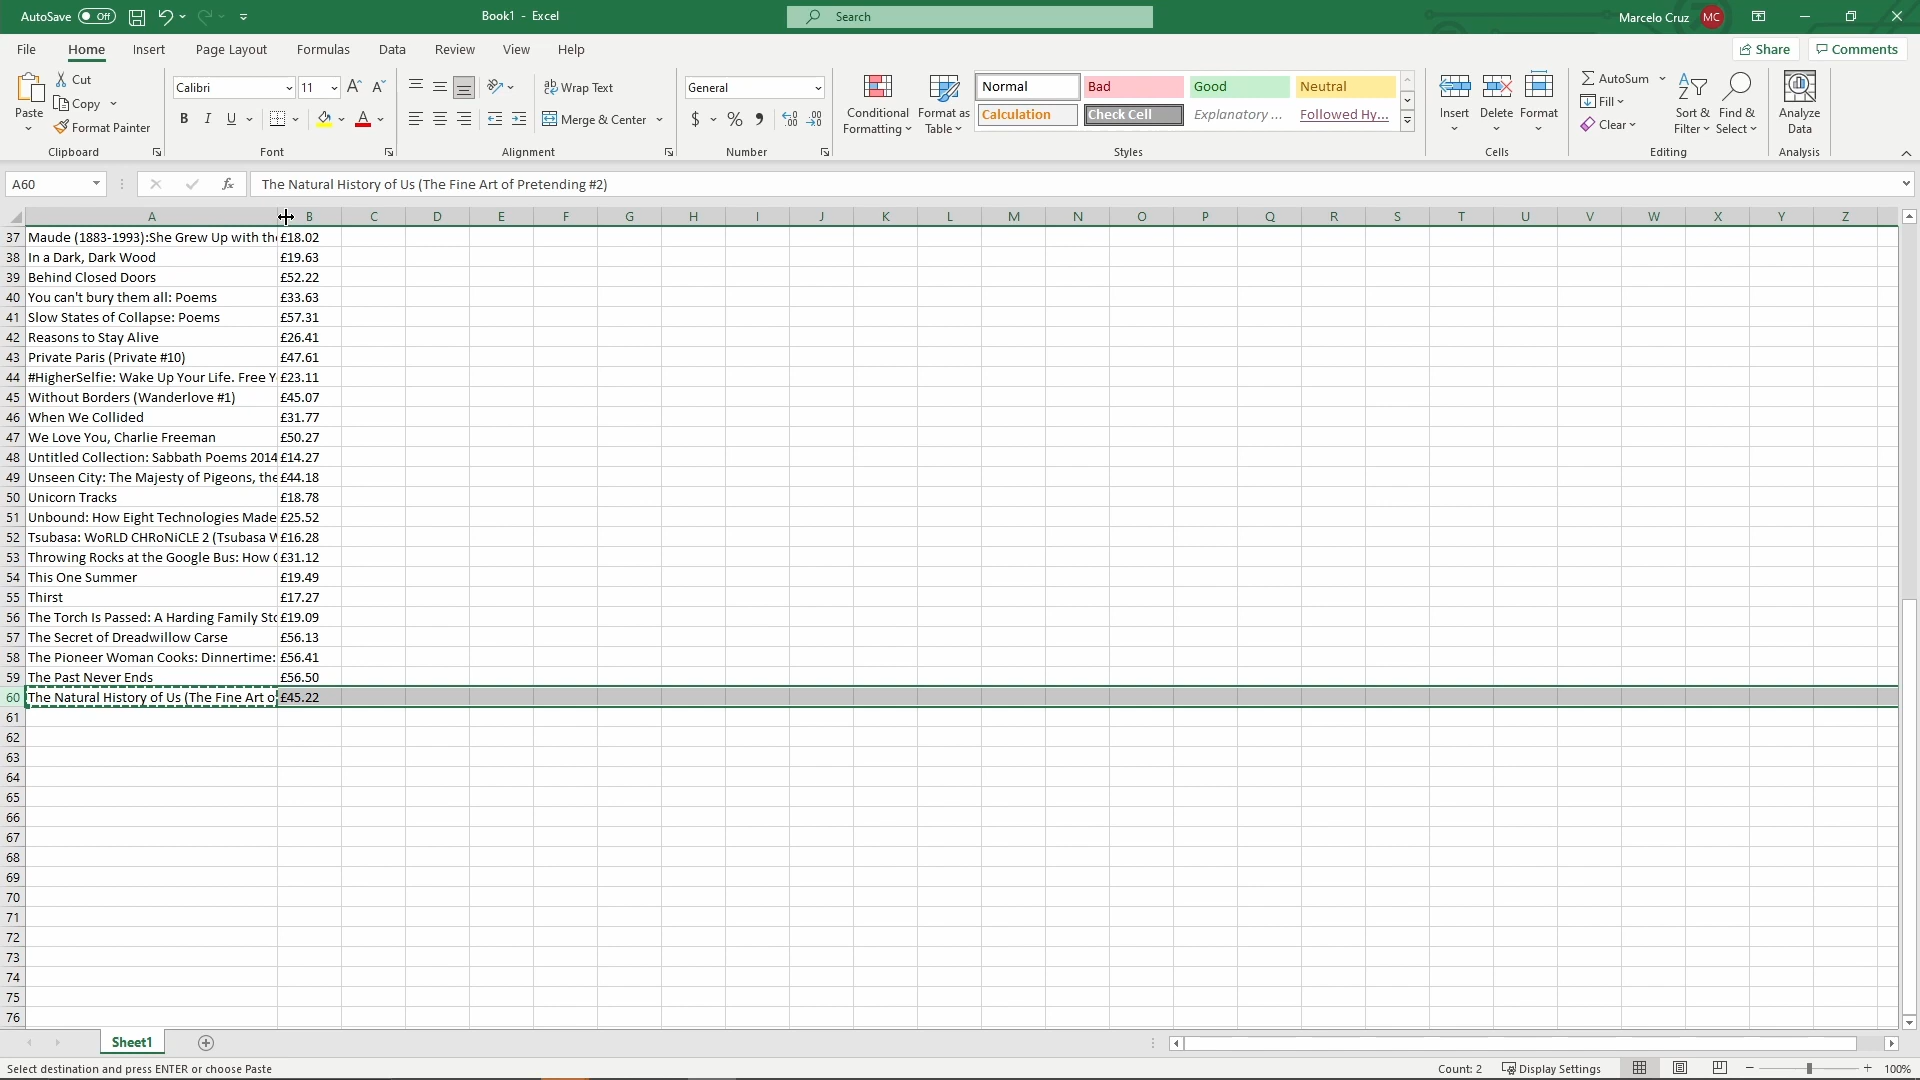 AutoSave Off Book1 - Excel Search Marcelo Cruz MC
File Home Insert Page Layout Formulas Data Review View Help Share Comments
Paste Cut Copy Format Painter
Clipboard
Calibri 11
B I U A
Font
Wrap Text
Merge & Center
Alignment
General
$ % 9
Number
Conditional Formatting
Format as Table
Normal Bad Good Neutral
Calculation Check Cell Explanatory ... Followed Hy...
Styles
Insert Delete Format
Cells
AutoSum
Fill
Clear
Sort & Filter
Find & Select
Editing
Analyze Data
Analysis
A60 fx The Natural History of Us (The Fine Art of Pretending #2)
A B C D E F G H I J K L M N O P Q R S T U V W X Y Z
37 Maude (1883-1993):She Grew Up with the £18.02
38 In a Dark, Dark Wood £19.63
39 Behind Closed Doors £52.22
40 You can't bury them all: Poems £33.63
41 Slow States of Collapse: Poems £57.31
42 Reasons to Stay Alive £26.41
43 Private Paris (Private #10) £47.61
44 #HigherSelfie: Wake Up Your Life. Free Y £23.11
45 Without Borders (Wanderlove #1) £45.07
46 When We Collided £31.77
47 We Love You, Charlie Freeman £50.27
48 Untitled Collection: Sabbath Poems 2014 £14.27
49 Unseen City: The Majesty of Pigeons, the £44.18
50 Unicorn Tracks £18.78
51 Unbound: How Eight Technologies Made £25.52
52 Tsubasa: WoRLD CHRoNiCLE 2 (Tsubasa W £16.28
53 Throwing Rocks at the Google Bus: How £31.12
54 This One Summer £19.49
55 Thirst £17.27
56 The Torch Is Passed: A Harding Family Sto £19.09
57 The Secret of Dreadwillow Carse £56.13
58 The Pioneer Woman Cooks: Dinnertime: £56.41
59 The Past Never Ends £56.50
60 The Natural History of Us (The Fine Art o £45.22
61
62
63
64
65
66
67
68
69
70
71
72
73
74
75
76
Sheet1
Select destination and press ENTER or choose Paste Count: 2 Display Settings 100%